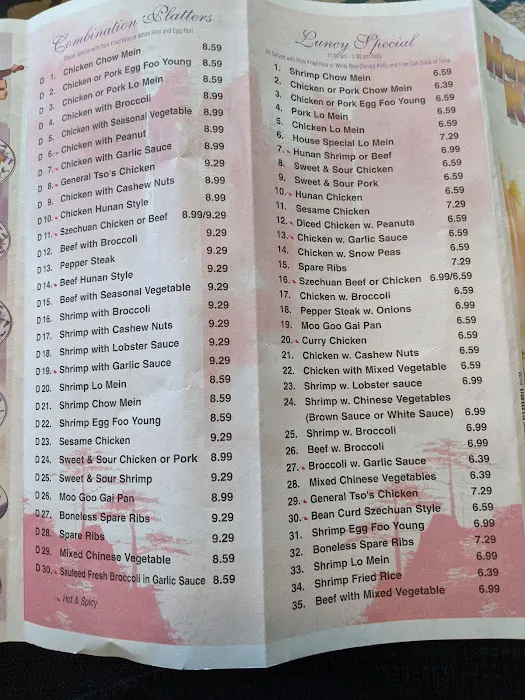 Combination Platters
Dinner Special with Pork Fried Rice or White Rice and Egg Roll
D 1. Chicken Chow Mein 8.59
D 2. Chicken or Pork Egg Foo Young 8.59
D 3. Chicken or Pork Lo Mein 8.59
D 4. Chicken with Broccoli 8.99
D 5. Chicken with Seasonal Vegetable 8.99
D 6. Chicken with Peanut 8.99
D 7. Chicken with Garlic Sauce 8.99
D 8. General Tso's Chicken 9.29
D 9. Chicken with Cashew Nuts 8.99
D 10. Chicken Hunan Style 8.99
D 11. Szechuan Chicken or Beef 8.99/9.29
D 12. Beef with Broccoli 9.29
D 13. Pepper Steak 9.29
D 14. Beef Hunan Style 9.29
D 15. Beef with Seasonal Vegetable 9.29
D 16. Shrimp with Broccoli 9.29
D 17. Shrimp with Cashew Nuts 9.29
D 18. Shrimp with Lobster Sauce 9.29
D 19. Shrimp with Garlic Sauce 9.29
D 20. Shrimp Lo Mein 8.59
D 21. Shrimp Chow Mein 8.59
D 22. Shrimp Egg Foo Young 8.59
D 23. Sesame Chicken 9.29
D 24. Sweet & Sour Chicken or Pork 8.99
D 25. Sweet & Sour Shrimp 9.29
D 26. Moo Goo Gai Pan 8.99
D 27. Boneless Spare Ribs 9.29
D 28. Spare Ribs 9.29
D 29. Mixed Chinese Vegetable 8.59
D 30. Sauteed Fresh Broccoli in Garlic Sauce 8.59
Hot & Spicy
Luncy Special
11:00 am - 3:00 pm Daily
1. Shrimp Chow Mein 6.59
2. Chicken or Pork Chow Mein 6.39
3. Chicken or Pork Egg Foo Young 6.59
4. Pork Lo Mein 6.59
5. Chicken Lo Mein 6.59
6. House Special Lo Mein 7.29
7. Hunan Shrimp or Beef 6.99
8. Sweet & Sour Chicken 6.59
9. Sweet & Sour Pork 6.59
10. Hunan Chicken 6.59
11. Sesame Chicken 7.29
12. Diced Chicken w. Peanuts 6.59
13. Chicken w. Garlic Sauce 6.59
14. Chicken w. Snow Peas 6.59
15. Spare Ribs 7.29
16. Szechuan Beef or Chicken 6.99/6.59
17. Chicken w. Broccoli 6.59
18. Pepper Steak w. Onions 6.99
19. Moo Goo Gai Pan 6.59
20. Curry Chicken 6.59
21. Chicken w. Cashew Nuts 6.59
22. Chicken with Mixed Vegetable 6.59
23. Shrimp w. Lobster sauce 6.99
24. Shrimp w. Chinese Vegetables
(Brown Sauce or White Sauce) 6.99
25. Shrimp w. Broccoli 6.99
26. Beef w. Broccoli 6.99
27. Broccoli w. Garlic Sauce 6.39
28. Mixed Chinese Vegetables 6.39
29. General Tso's Chicken 7.29
30. Bean Curd Szechuan Style 6.59
31. Shrimp Egg Foo Young 6.99
32. Boneless Spare Ribs 7.29
33. Shrimp Lo Mein 6.99
34. Shrimp Fried Rice 6.39
35. Beef with Mixed Vegetable 6.99